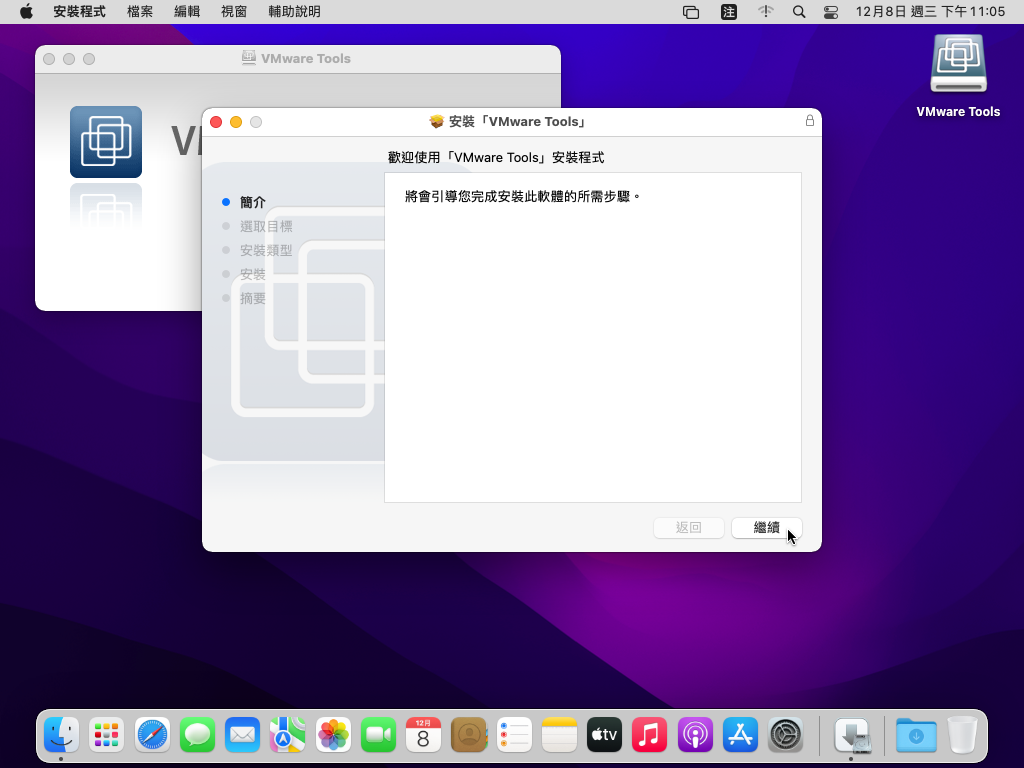 安裝程式 檔案 編輯 視窗 輔助說明 注 12月8日 週三 下午11:05
VMware Tools
VMware Tools
安裝「VMware Tools」
歡迎使用「VMware Tools」安裝程式
將會引導您完成安裝此軟體的所需步驟。
簡介
選取目標
安裝類型
安裝
摘要
返回 繼續
12月
8
tv